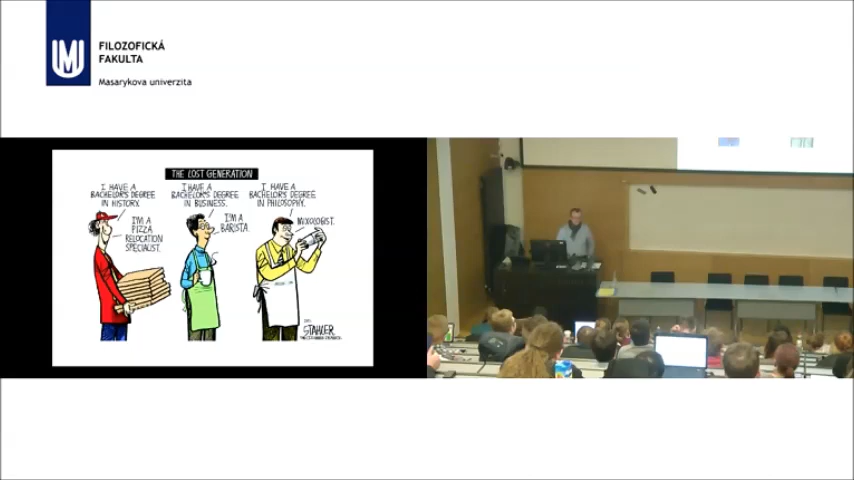 FILOZOFICKÁ
FAKULTA
Masarykova univerzita
THE LOST GENERATION
I HAVE A
BACHELOR'S DEGREE
IN HISTORY.
I'M A
PIZZA
RELOCATION
SPECIALIST.
I HAVE A
BACHELOR'S DEGREE
IN BUSINESS.
I'M A
BARISTA.
I HAVE A
BACHELOR'S DEGREE
IN PHILOSOPHY.
MIXOLOGIST.
STAHLER